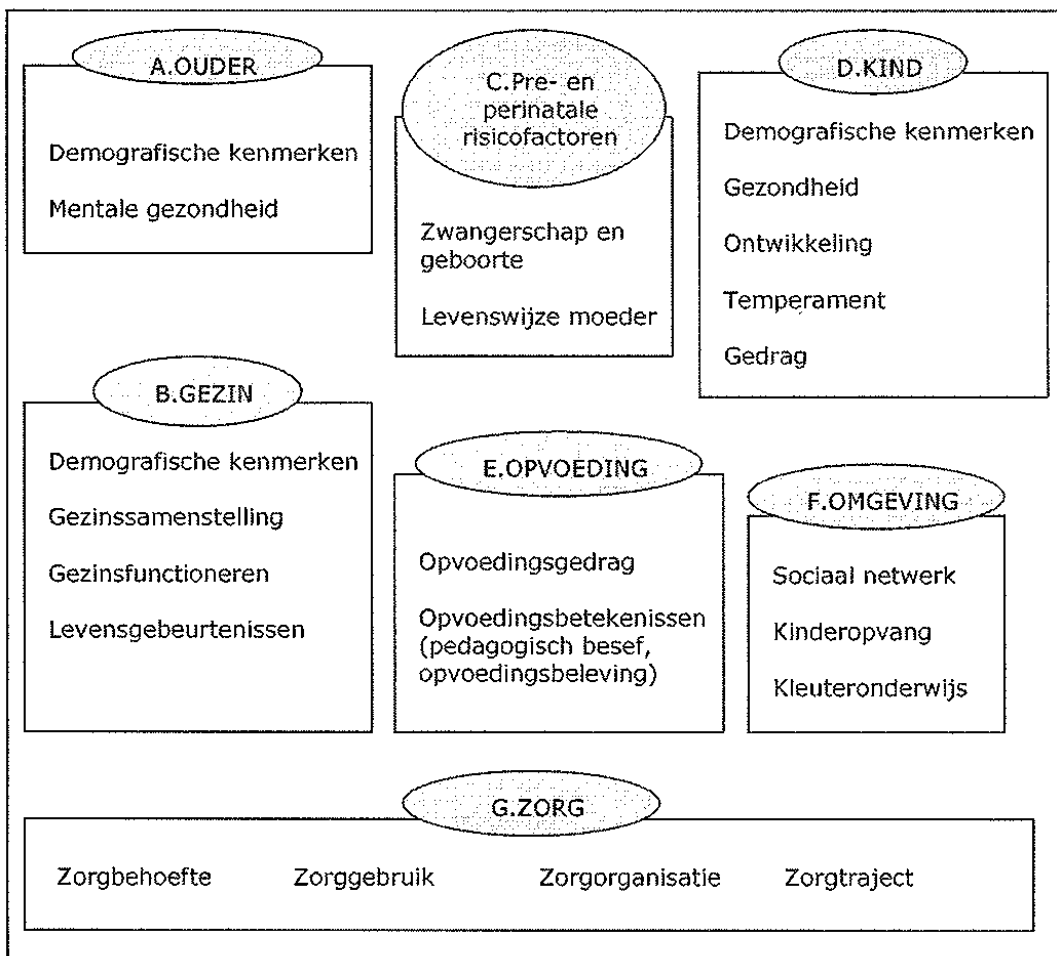 A.OUDER
Demografische kenmerken
Mentale gezondheid
C.Pre- en
perinatale
risicofactoren
Zwangerschap en
geboorte
Levenswijze moeder
D.KIND
Demografische kenmerken
Gezondheid
Ontwikkeling
Temperament
Gedrag
B.GEZIN
Demografische kenmerken
Gezinssamenstelling
Gezinsfunctioneren
Levensgebeurtenissen
E.OPVOEDING
Opvoedingsgedrag
Opvoedingsbetekenissen
(pedagogisch besef,
opvoedingsbeleving)
F.OMGEVING
Sociaal netwerk
Kinderopvang
Kleuteronderwijs
G.ZORG
Zorgbehoefte Zorggebruik Zorgorganisatie Zorgtraject